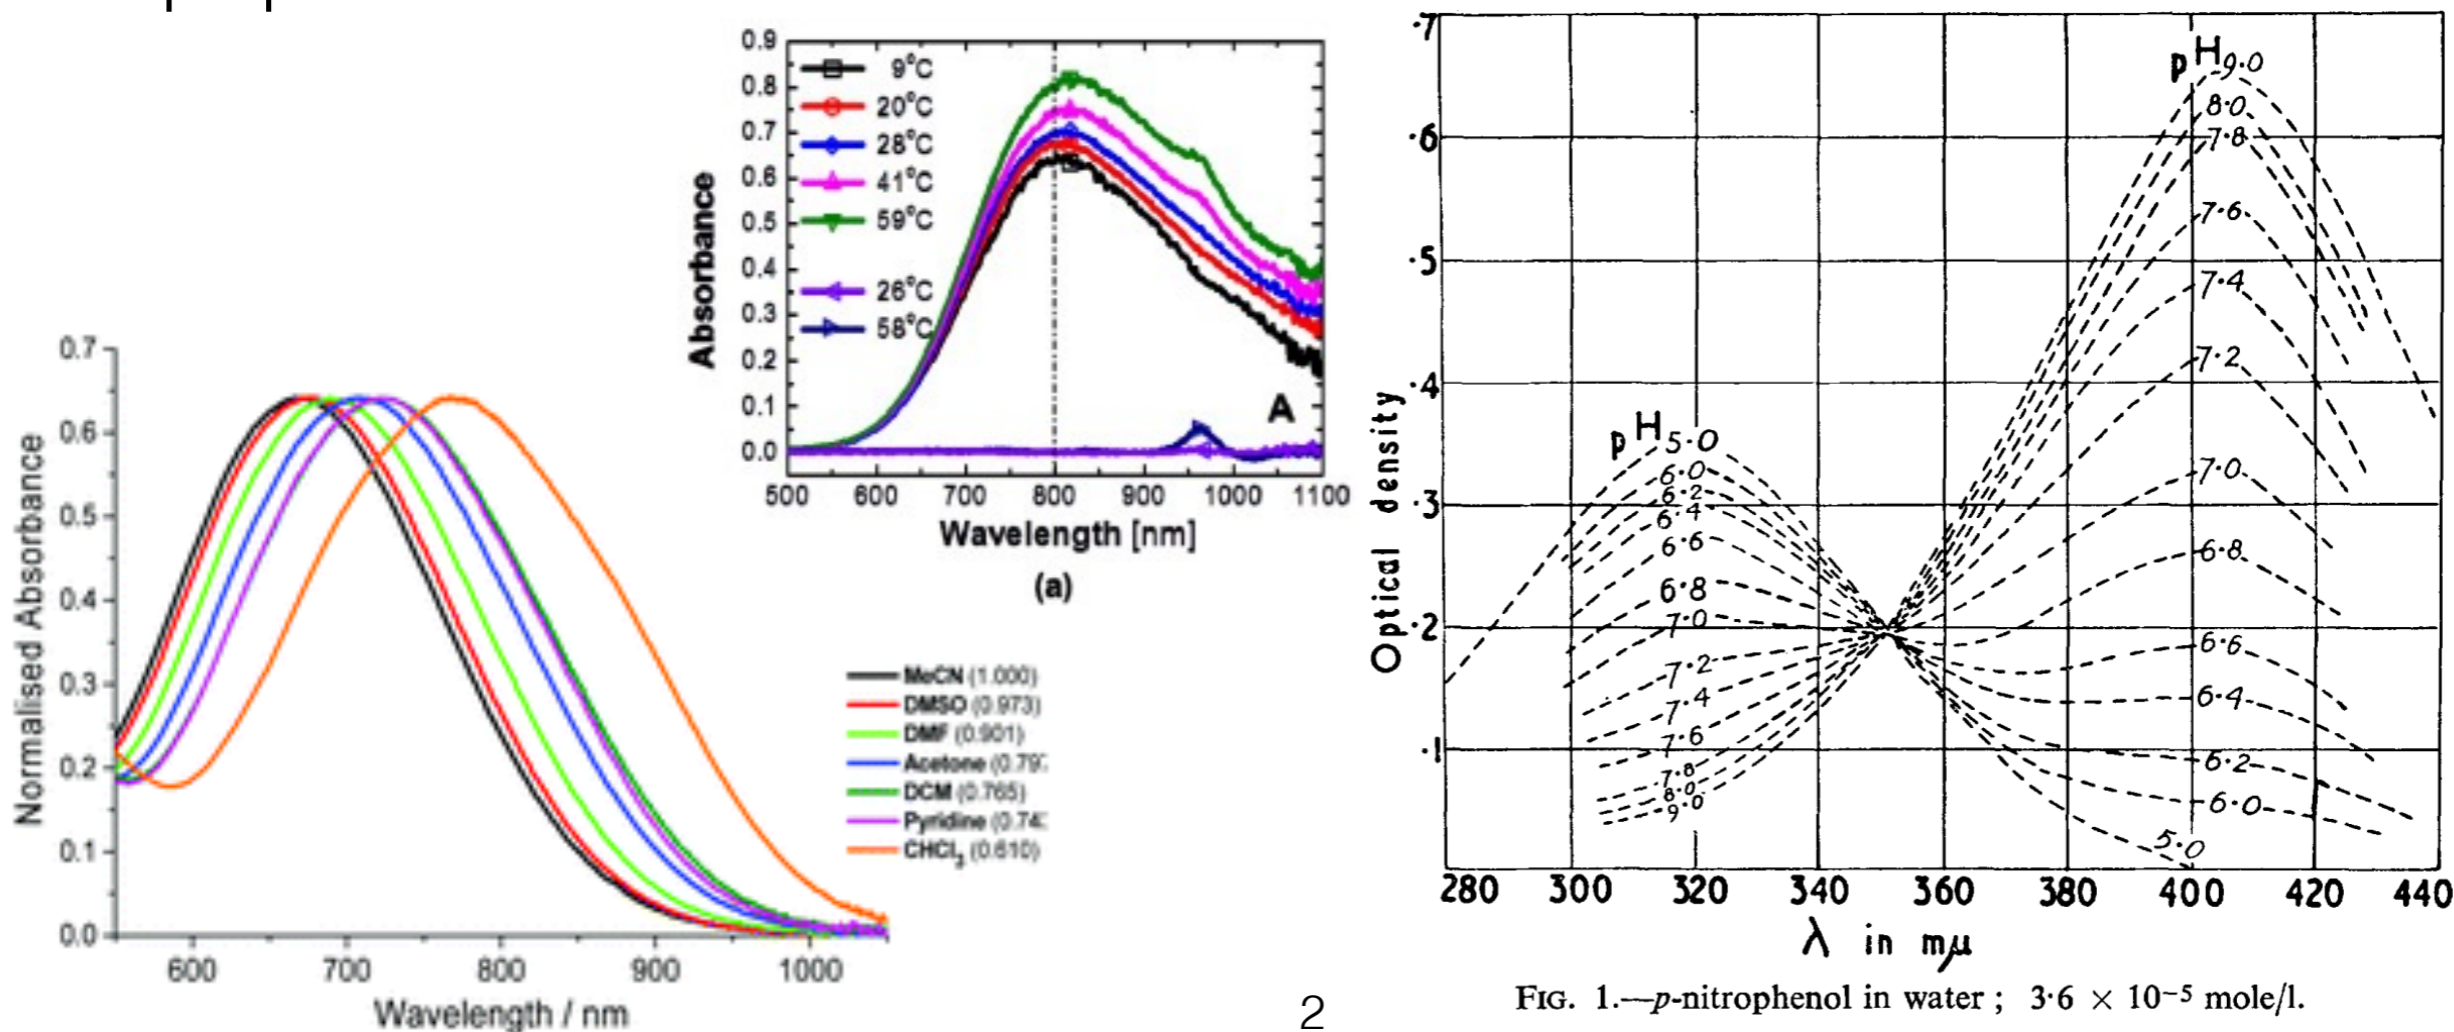 0.9
0.8
0.7
0.6
0.5
0.4
0.3
0.2
0.1
0.0
Absorbance
9°C
20°C
28°C
41°C
59°C
26°C
58°C
A
500 600 700 800 900 1000 1100
Wavelength [nm]
(a)
0.7
0.6
0.5
0.4
0.3
0.2
0.1
0.0
Normalised Absorbance
600 700 800 900 1000
Wavelength / nm
MeCN (1.000)
DMSO (0.973)
DMF (0.901)
Acetone (0.79
DCM (0.765)
Pyridine (0.74
CHCl3 (0.610)
2
.7
.6
.5
.4
.3
.2
.1
Optical density
pH 5.0
6.0
6.2
6.4
6.6
6.8
7.0
7.2
7.4
7.6
7.8
8.0
9.0
pH 9.0
8.0
7.8
7.6
7.4
7.2
7.0
6.8
6.6
6.4
6.2
6.0
5.0
280 300 320 340 360 380 400 420 440
λ in mμ
FIG. 1.—p-nitrophenol in water ; 3·6 × 10⁻⁵ mole/l.